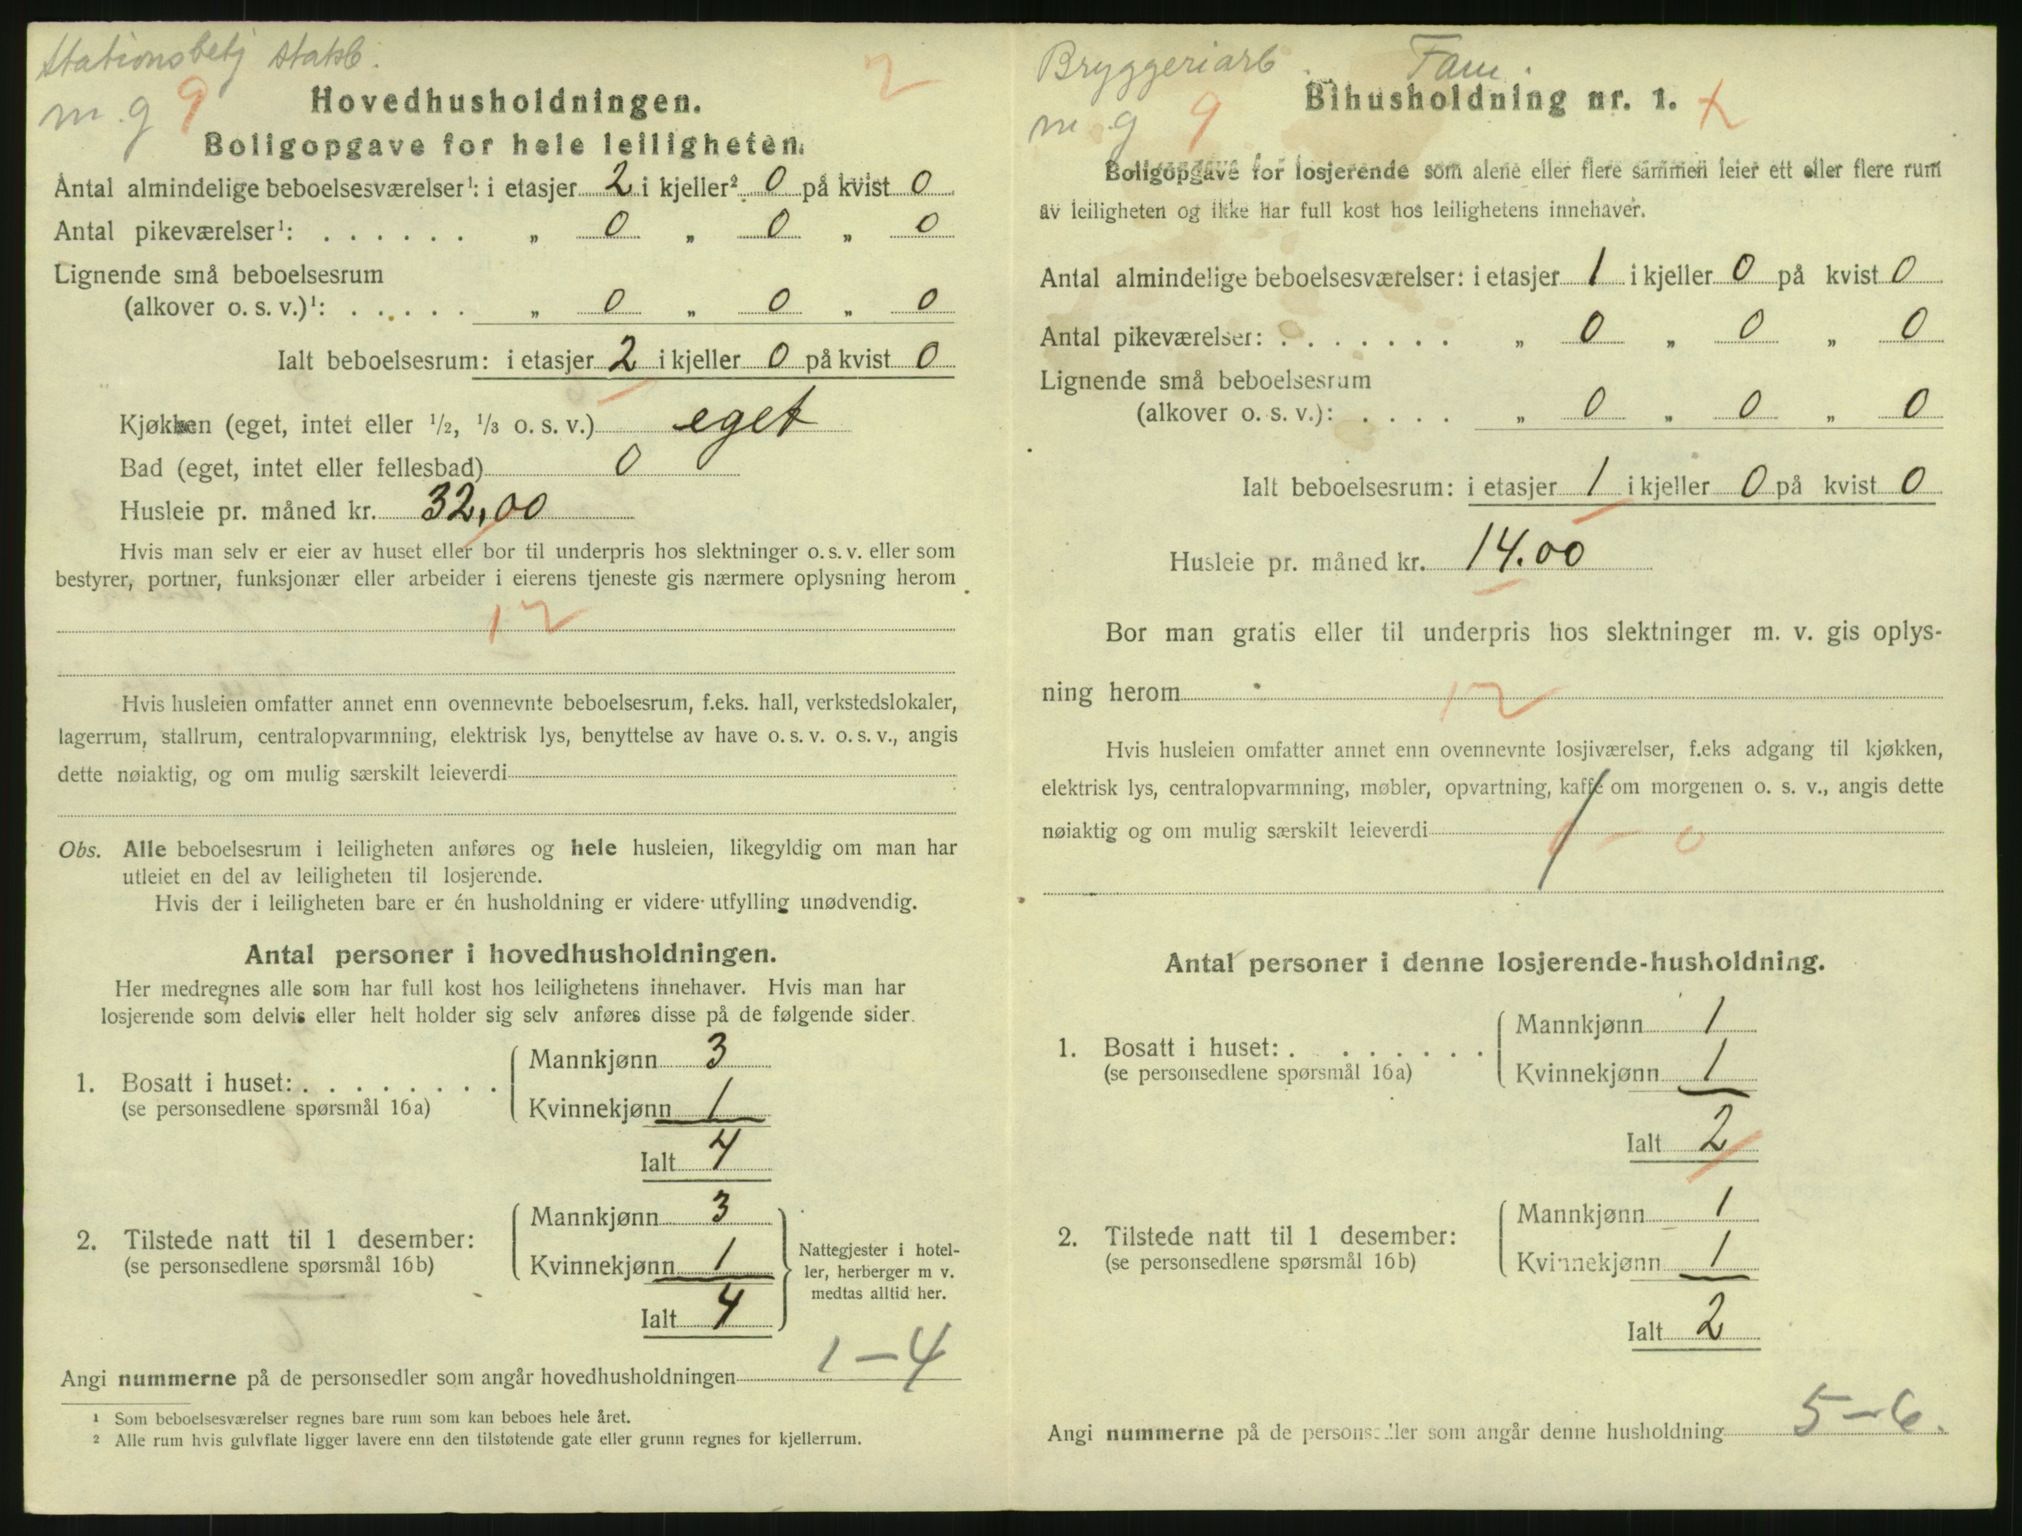 Stationsbetj statsb.
m. g 9 2
Hovedhusholdningen.
Boligopgave for hele leiligheten.
Antal almindelige beboelsesværelser¹: i etasjer 2 i kjeller² 0 på kvist 0
Antal pikeværelser¹: . . . . . . „ 0 „ 0 „ 0
Lignende små beboelsesrum
(alkover o. s. v.)¹: . . . . . „ 0 „ 0 „ 0
Ialt beboelsesrum: i etasjer 2 i kjeller 0 på kvist 0
Kjøkken (eget, intet eller 1/2, 1/3 o. s. v.) eget
Bad (eget, intet eller fellesbad) 0
Husleie pr. måned kr. 32,00
Hvis man selv er eier av huset eller bor til underpris hos slektninger o. s. v. eller som
bestyrer, portner, funksjonær eller arbeider i eierens tjeneste gis nærmere oplysning herom
12
Hvis husleien omfatter annet enn ovennevnte beboelsesrum, f.eks. hall, verkstedslokaler,
lagerrum, stallrum, centralopvarmning, elektrisk lys, benyttelse av have o. s. v. o. s. v., angis
dette nøiaktig, og om mulig særskilt leieverdi
Obs. Alle beboelsesrum i leiligheten anføres og hele husleien, likegyldig om man har
utleiet en del av leiligheten til losjerende.
Hvis der i leiligheten bare er én husholdning er videre utfylling unødvendig.
Antal personer i hovedhusholdningen.
Her medregnes alle som har full kost hos leilighetens innehaver. Hvis man har
losjerende som delvis eller helt holder sig selv anføres disse på de følgende sider.
1. Bosatt i huset: . . . . . . . . Mannkjønn 3
(se personsedlene spørsmål 16a) Kvinnekjønn 1
Ialt 4
2. Tilstede natt til 1 desember: Mannkjønn 3
(se personsedlene spørsmål 16b) Kvinnekjønn 1
Ialt 4
Nattegjester i hotel-
ler, herberger m v.
medtas alltid her.
Angi nummerne på de personsedler som angår hovedhusholdningen 1-4
¹ Som beboelsesværelser regnes bare rum som kan beboes hele året.
² Alle rum hvis gulvflate ligger lavere enn den tilstøtende gate eller grunn regnes for kjellerrum.
Bryggeriarb. Fam.
m. g 9
Bihusholdning nr. 1.
Boligopgave for losjerende som alene eller flere sammen leier ett eller flere rum
av leiligheten og ikke har full kost hos leilighetens innehaver.
Antal almindelige beboelsesværelser: i etasjer 1 i kjeller 0 på kvist 0
Antal pikeværelser: . . . . . . . „ 0 „ 0 „ 0
Lignende små beboelsesrum
(alkover o. s. v.): . . . . „ 0 „ 0 „ 0
Ialt beboelsesrum: i etasjer 1 i kjeller 0 på kvist 0
Husleie pr. måned kr. 14.00
Bor man gratis eller til underpris hos slektninger m. v. gis oplys-
ning herom 12
Hvis husleien omfatter annet enn ovennevnte losjiværelser, f.eks adgang til kjøkken,
elektrisk lys, centralopvarmning, møbler, opvartning, kaffe om morgenen o. s. v., angis dette
nøiaktig og om mulig særskilt leieverdi 0 - 0
Antal personer i denne losjerende-husholdning.
1. Bosatt i huset: . . . . . . . Mannkjønn 1
(se personsedlene spørsmål 16a) Kvinnekjønn 1
Ialt 2
2. Tilstede natt til 1 desember: Mannkjønn 1
(se personsedlene spørsmål 16b) Kvinnekjønn 1
Ialt 2
Angi nummerne på de personsedler som angår denne husholdning 5-6.